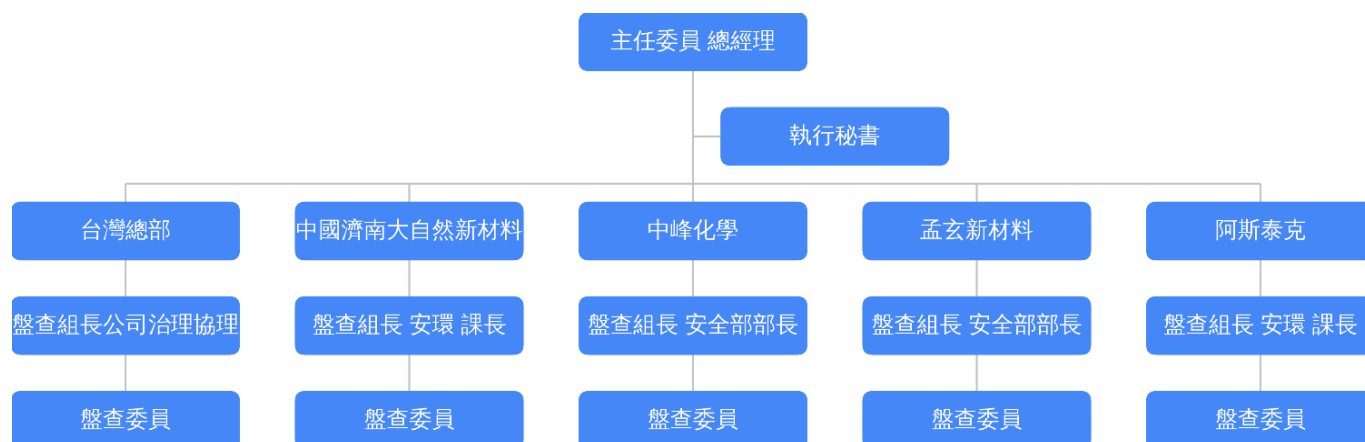 主任委員 總經理
執行秘書
台灣總部
中國濟南大自然新材料
中峰化學
孟玄新材料
阿斯泰克
盤查組長公司治理協理
盤查組長 安環 課長
盤查組長 安全部部長
盤查組長 安全部部長
盤查組長 安環 課長
盤查委員
盤查委員
盤查委員
盤查委員
盤查委員